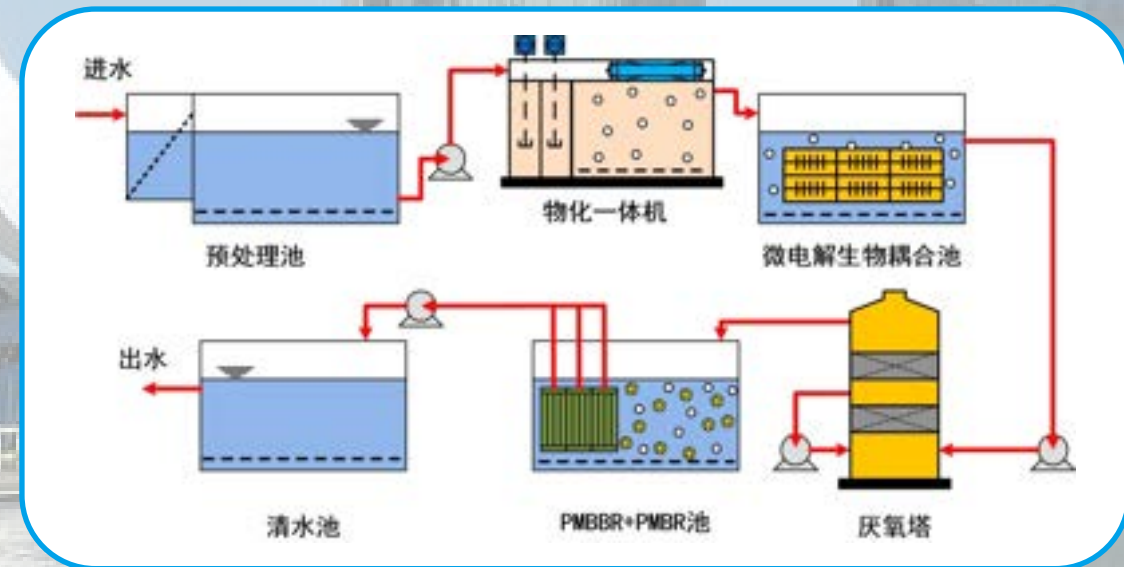 进水
物化一体机
预处理池
微电解生物耦合池
出水
清水池
PMBBR+PMBR池
厌氧塔